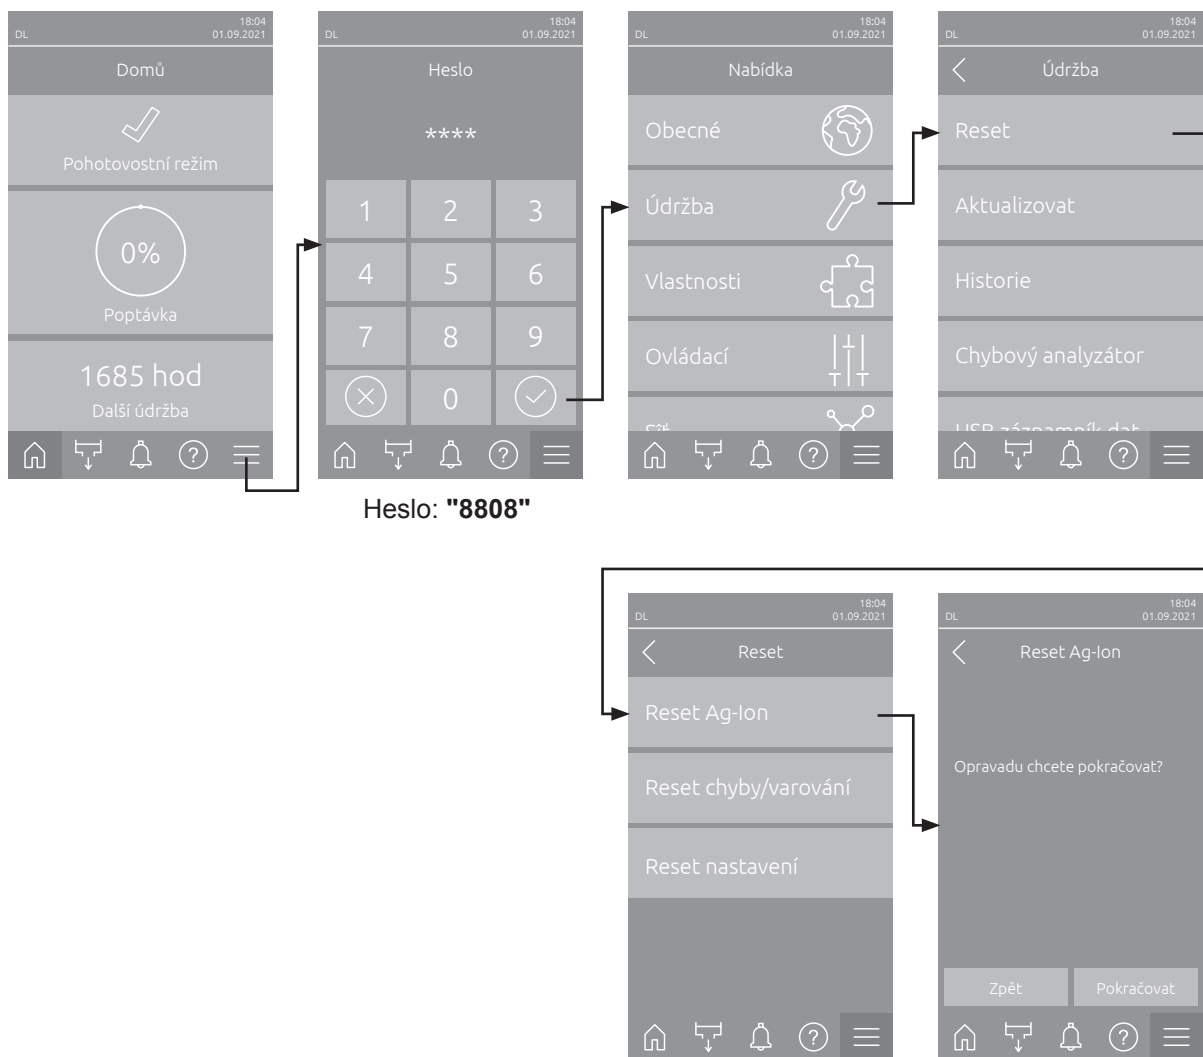 18:04
DL 01.09.2021
Domů
Pohotovostní režim
0%
Poptávka
1685 hod
Další údržba
18:04
DL 01.09.2021
Heslo
****
1 2 3
4 5 6
7 8 9
0
Heslo: "8808"
18:04
DL 01.09.2021
Nabídka
Obecné
Údržba
Vlastnosti
Ovládací
18:04
DL 01.09.2021
Údržba
Reset
Aktualizovat
Historie
Chybový analyzátor
USB záznamník dat
18:04
DL 01.09.2021
Reset
Reset Ag-Ion
Reset chyby/varování
Reset nastavení
18:04
DL 01.09.2021
Reset Ag-Ion
Opravadu chcete pokračovat?
Zpět Pokračovat